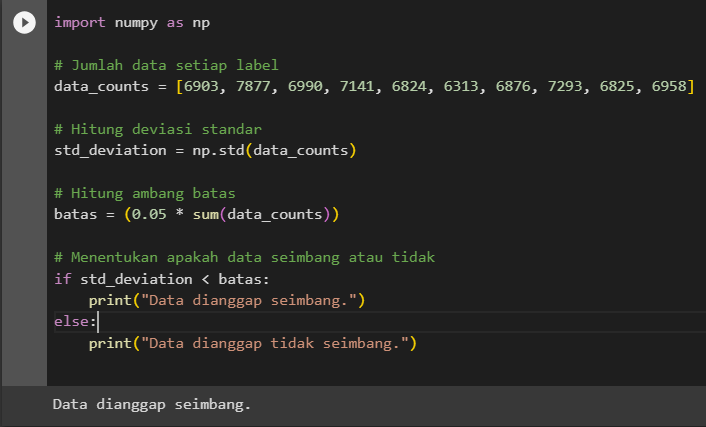 import numpy as np
# Jumlah data setiap label
data_counts = [6903, 7877, 6990, 7141, 6824, 6313, 6876, 7293, 6825, 6958]
# Hitung deviasi standar
std_deviation = np.std(data_counts)
# Hitung ambang batas
batas = (0.05 * sum(data_counts))
# Menentukan apakah data seimbang atau tidak
if std_deviation < batas:
    print("Data dianggap seimbang.")
else:
    print("Data dianggap tidak seimbang.")
Data dianggap seimbang.